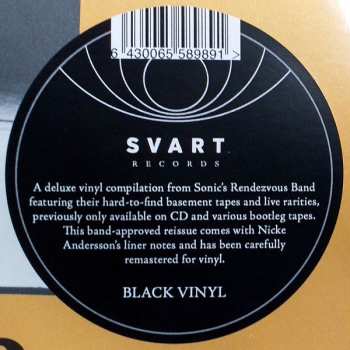 6 430065 589891 >
SVART
RECORDS
A deluxe vinyl compilation from Sonic's Rendezvous Band
featuring their hard-to-find basement tapes and live rarities,
previously only available on CD and various bootleg tapes.
This band-approved reissue comes with Nicke
Andersson's liner notes and has been carefully
remastered for vinyl.
BLACK VINYL